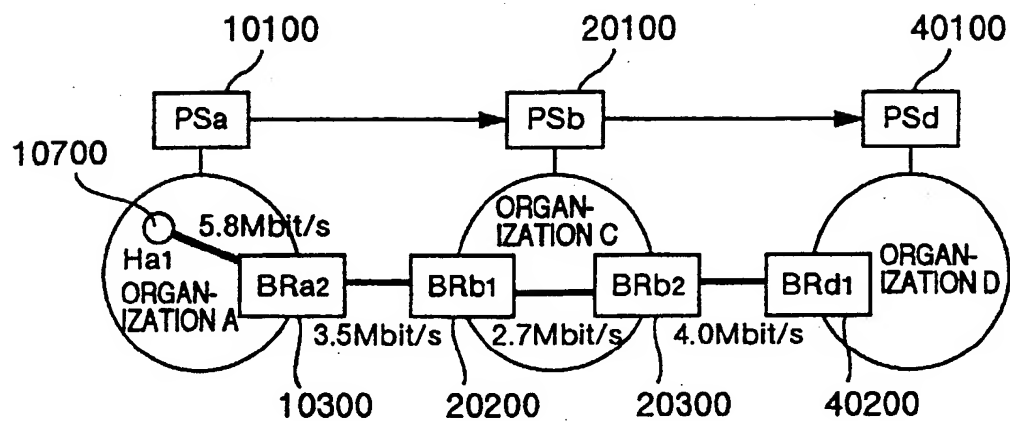 10100
20100
40100
PSa
PSb
PSd
10700
5.8Mbit/s
Ha1
ORGAN-
IZATION A
ORGAN-
IZATION C
ORGAN-
IZATION D
BRa2
BRb1
BRb2
BRd1
3.5Mbit/s
2.7Mbit/s
4.0Mbit/s
10300
20200
20300
40200